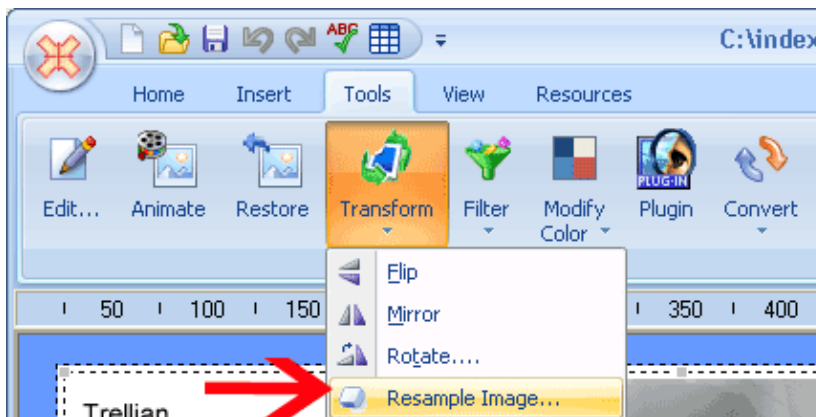 ABC
C:\index
Home Insert Tools View Resources
PLUG-IN
Edit... Animate Restore Transform Filter Modify Color Plugin Convert
50 100 150 350 400
Flip
Mirror
Rotate....
Resample Image...
Trellian